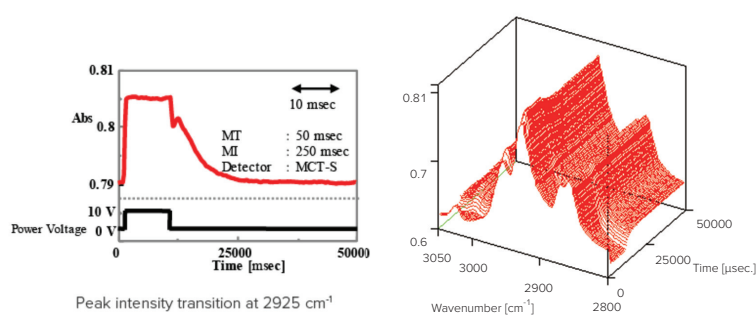 0.81
Abs
0.8
0.79
10 msec
MT : 50 msec
MI : 250 msec
Detector : MCT-S
10 V
Power Voltage 0 V
0 25000 50000
Time [msec]
Peak intensity transition at 2925 cm⁻¹
0.81
0.7
0.6
3050
3000
2900
2800
Wavenumber [cm⁻¹]
0
25000
50000
Time [µsec.]